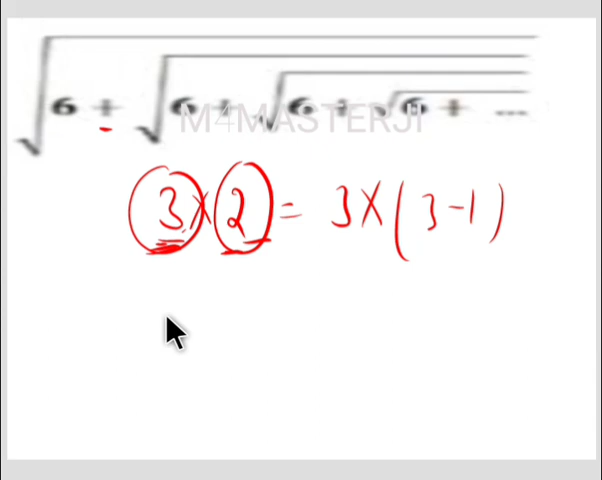 √6 + √6 + √6 + √6 + ...
M4MASTERJI
3 × 2 = 3 × (3 - 1)